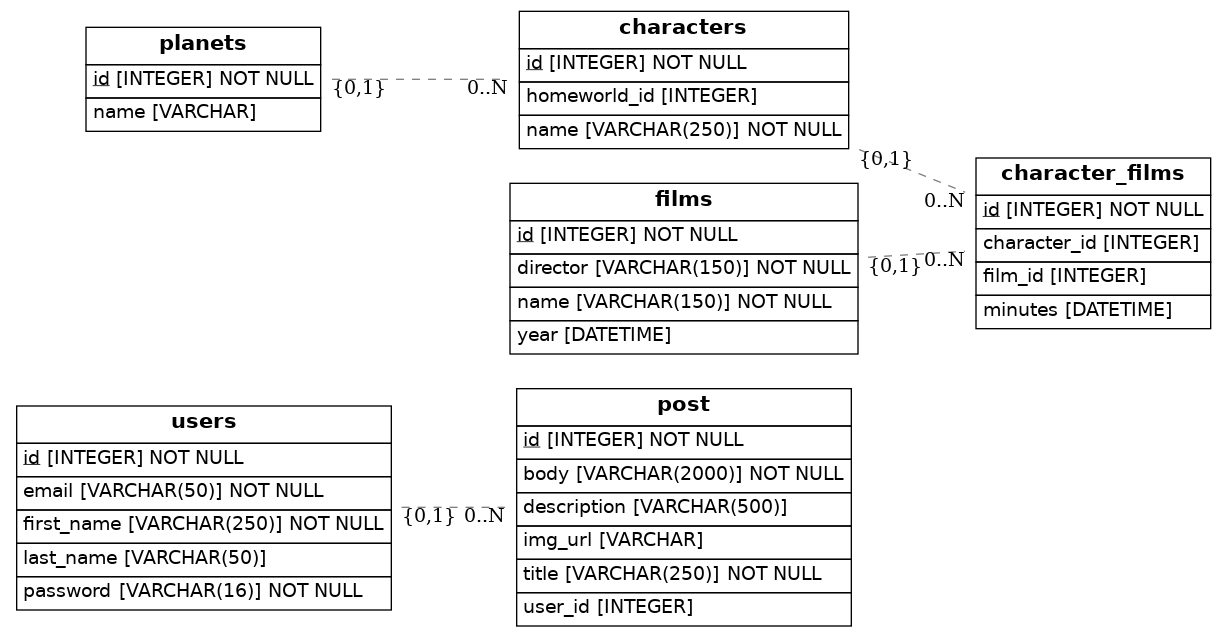 planets
id [INTEGER] NOT NULL
name [VARCHAR]
{0,1}
0..N
characters
id [INTEGER] NOT NULL
homeworld_id [INTEGER]
name [VARCHAR(250)] NOT NULL
{0,1}
0..N
films
id [INTEGER] NOT NULL
director [VARCHAR(150)] NOT NULL
name [VARCHAR(150)] NOT NULL
year [DATETIME]
{0,1}
0..N
character_films
id [INTEGER] NOT NULL
character_id [INTEGER]
film_id [INTEGER]
minutes [DATETIME]
users
id [INTEGER] NOT NULL
email [VARCHAR(50)] NOT NULL
first_name [VARCHAR(250)] NOT NULL
last_name [VARCHAR(50)]
password [VARCHAR(16)] NOT NULL
{0,1}
0..N
post
id [INTEGER] NOT NULL
body [VARCHAR(2000)] NOT NULL
description [VARCHAR(500)]
img_url [VARCHAR]
title [VARCHAR(250)] NOT NULL
user_id [INTEGER]